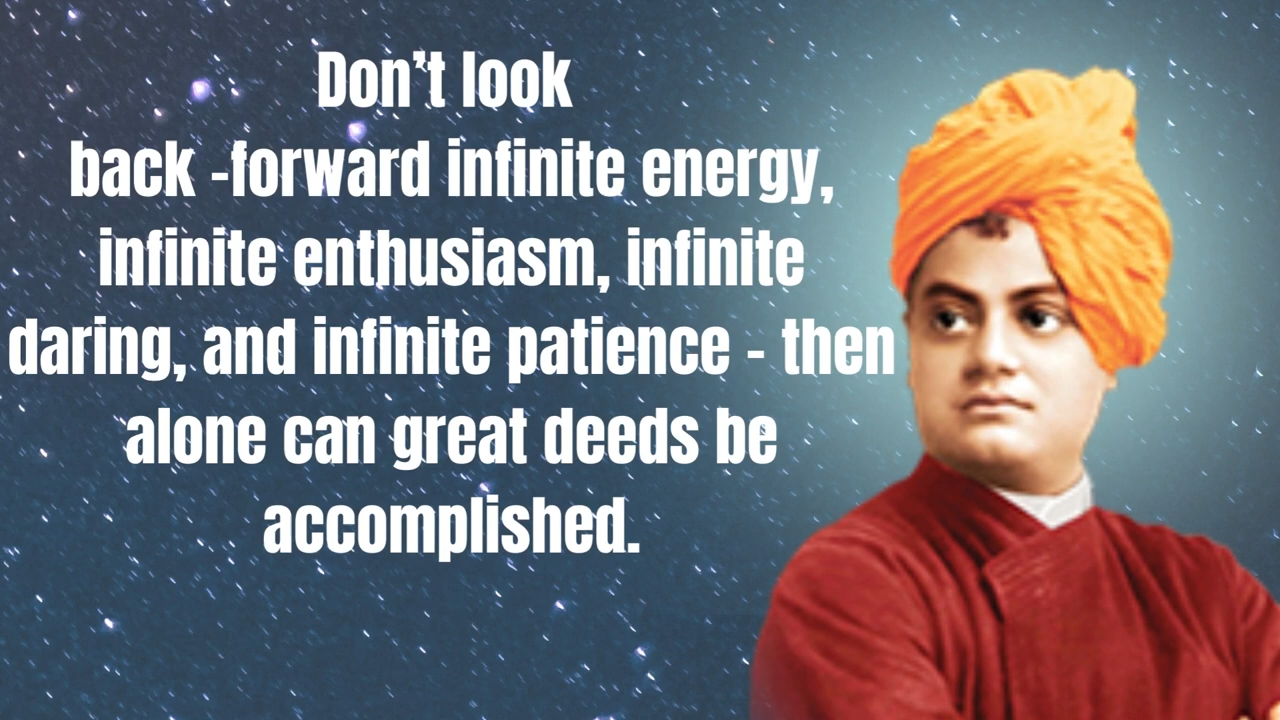 Don’t look
back -forward infinite energy,
infinite enthusiasm, infinite
daring, and infinite patience - then
alone can great deeds be
accomplished.